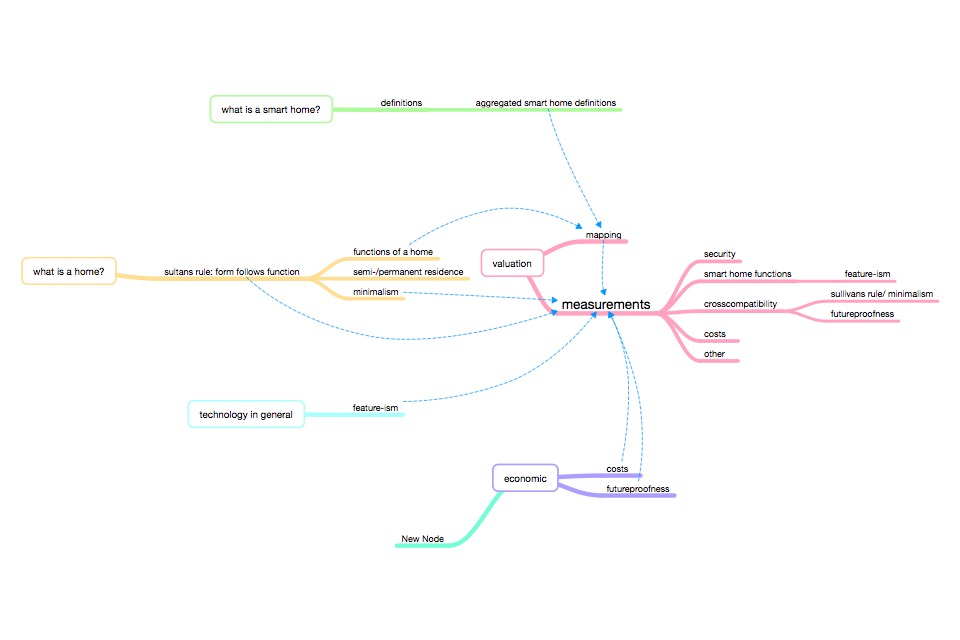 what is a smart home?
definitions
aggregated smart home definitions
mapping
functions of a home
valuation
security
what is a home?
sultans rule: form follows function
semi-/permanent residence
smart home functions
feature-ism
minimalism
measurements
crosscompatibility
sullivans rule/ minimalism
futureproofness
costs
other
technology in general
feature-ism
economic
costs
futureproofness
New Node